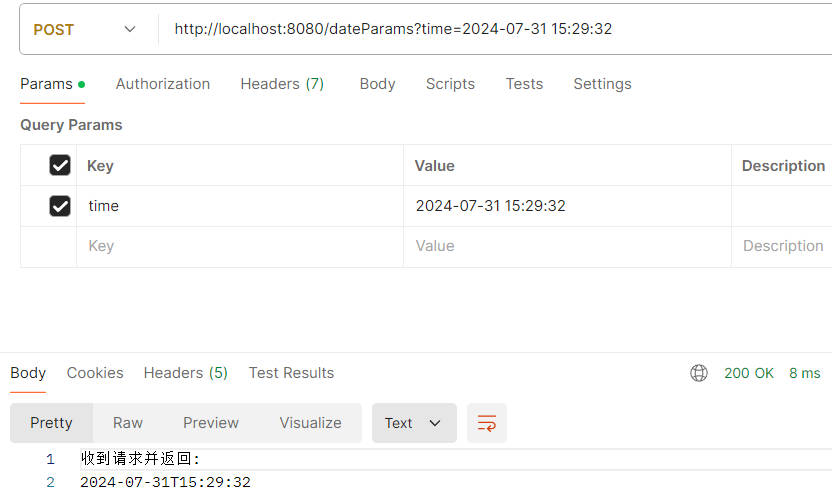 POST http://localhost:8080/dateParams?time=2024-07-31 15:29:32
Params Authorization Headers (7) Body Scripts Tests Settings
Query Params
Key Value Description
time 2024-07-31 15:29:32
Key Value Description
Body Cookies Headers (5) Test Results 200 OK 8 ms
Pretty Raw Preview Visualize Text
1 收到请求并返回:
2 2024-07-31T15:29:32